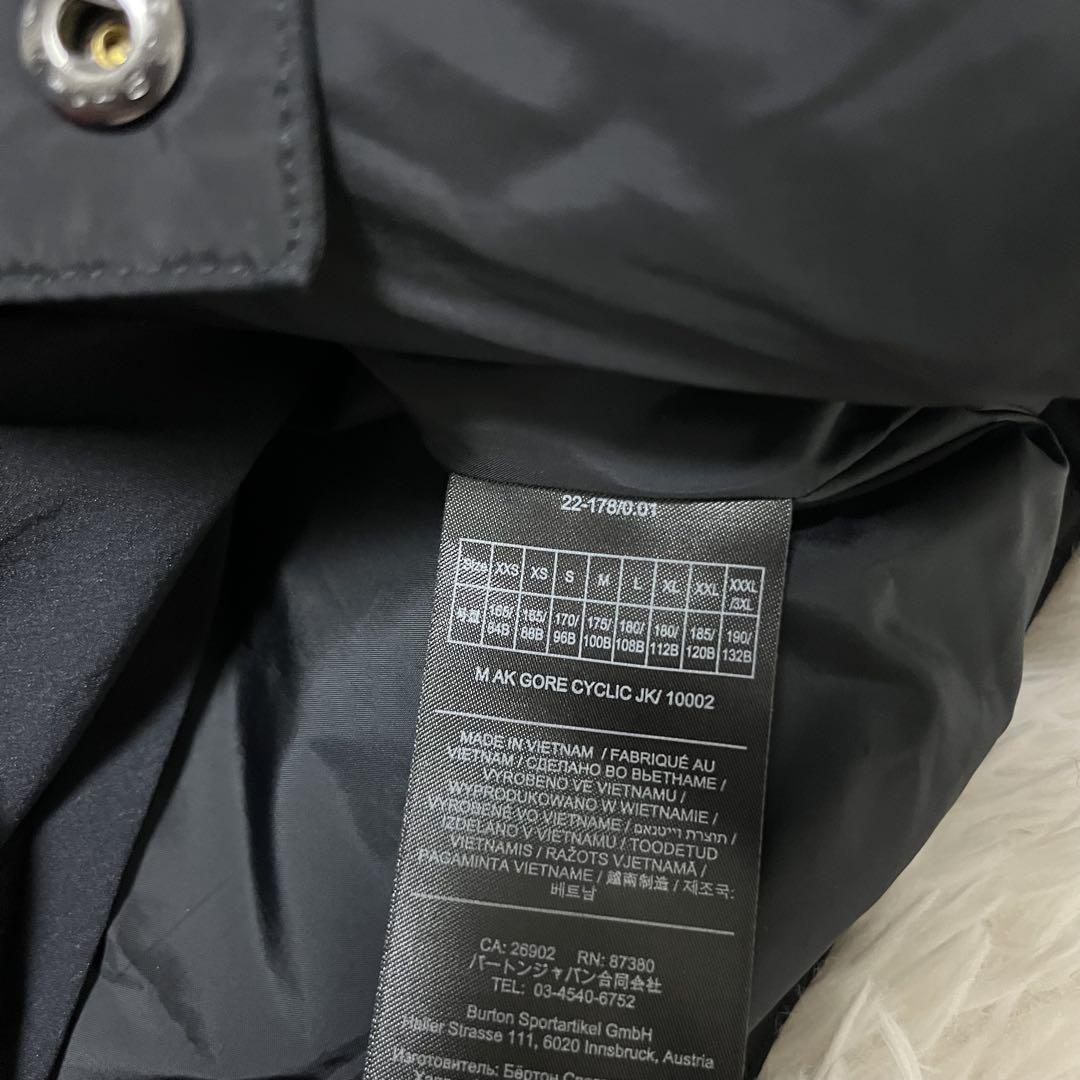 22-178/0.01
Size XXS XS S M L XL XXL XXXL/3XL
170/96B 175/100B 180/108B 180/112B 185/120B 190/132B
M AK GORE CYCLIC JK/ 10002
MADE IN VIETNAM / FABRIQUÉ AU
VIETNAM / СДЕЛАНО ВО ВЬЕТНАМЕ /
VYROBENO VE VIETNAMU /
WYPRODUKOWANO W WIETNAMIE /
VYROBENÉ VO VIETNAME / תוצרת וייטנאם /
IZDELANO V VIETNAMU / TOODETUD
VIETNAMIS / RAŽOTS VJETNAMĀ /
PAGAMINTA VIETNAME / 越南制造 / 제조국:
베트남
CA: 26902 RN: 87380
バートンジャパン合同会社
TEL: 03-4540-6752
Burton Sportartikel GmbH
Haller Strasse 111, 6020 Innsbruck, Austria
Изготовитель: Бёртон